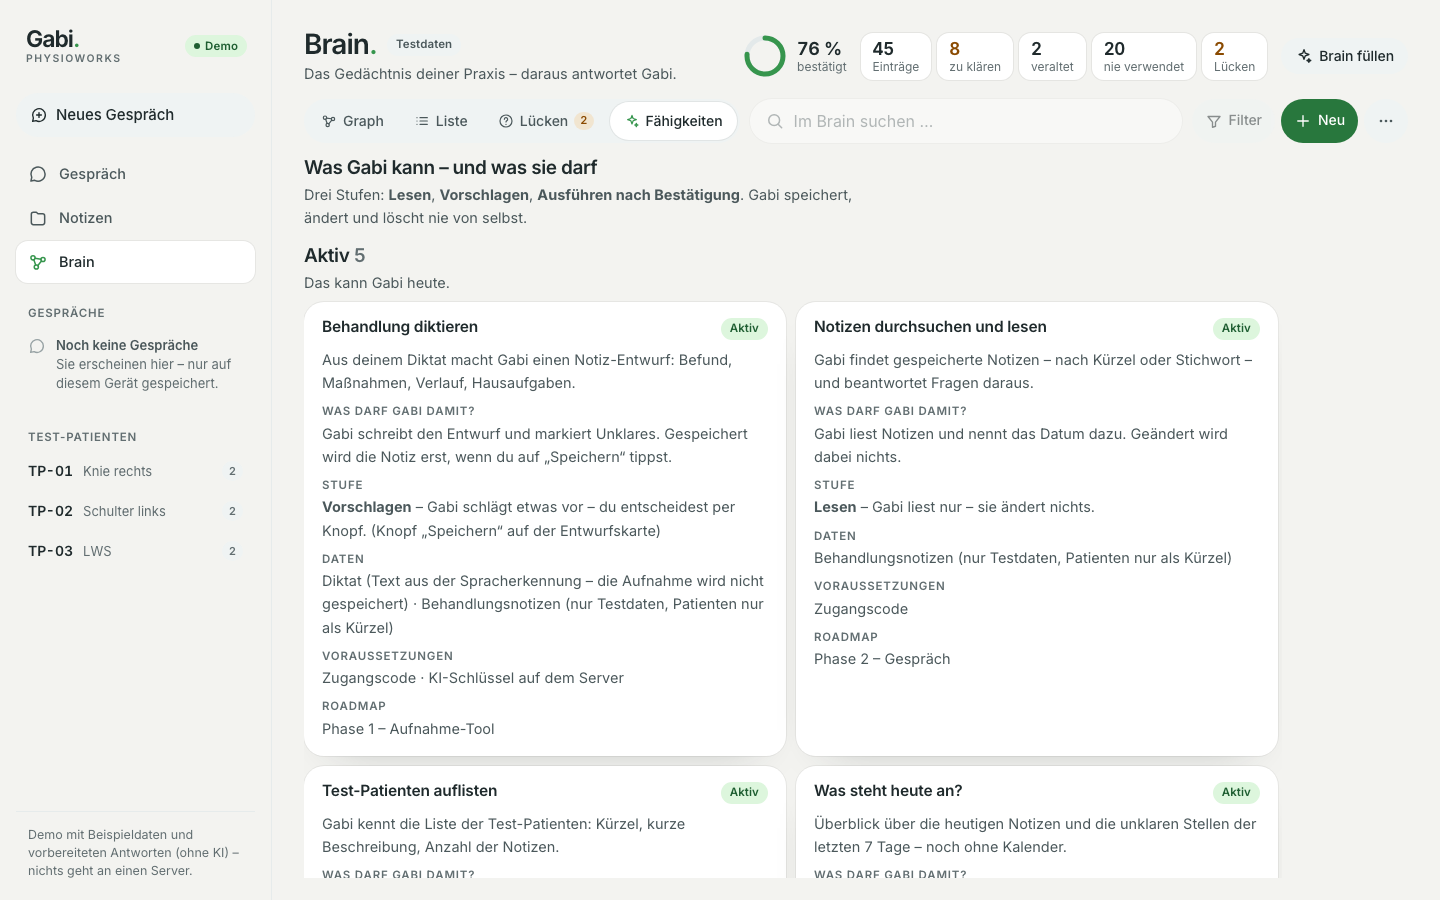 Gabi.
PHYSIOWORKS
Demo
Neues Gespräch
Gespräch
Notizen
Brain
GESPRÄCHE
Noch keine Gespräche
Sie erscheinen hier – nur auf
diesem Gerät gespeichert.
TEST-PATIENTEN
TP-01 Knie rechts 2
TP-02 Schulter links 2
TP-03 LWS 2
Demo mit Beispieldaten und
vorbereiteten Antworten (ohne KI) –
nichts geht an einen Server.
Brain. Testdaten
Das Gedächtnis deiner Praxis – daraus antwortet Gabi.
76 %
bestätigt
45
Einträge
8
zu klären
2
veraltet
20
nie verwendet
2
Lücken
Brain füllen
Graph
Liste
Lücken 2
Fähigkeiten
Im Brain suchen ...
Filter
Neu
Was Gabi kann – und was sie darf
Drei Stufen: Lesen, Vorschlagen, Ausführen nach Bestätigung. Gabi speichert,
ändert und löscht nie von selbst.
Aktiv 5
Das kann Gabi heute.
Behandlung diktieren
Aktiv
Aus deinem Diktat macht Gabi einen Notiz-Entwurf: Befund,
Maßnahmen, Verlauf, Hausaufgaben.
WAS DARF GABI DAMIT?
Gabi schreibt den Entwurf und markiert Unklares. Gespeichert
wird die Notiz erst, wenn du auf „Speichern“ tippst.
STUFE
Vorschlagen – Gabi schlägt etwas vor – du entscheidest per
Knopf. (Knopf „Speichern“ auf der Entwurfskarte)
DATEN
Diktat (Text aus der Spracherkennung – die Aufnahme wird nicht
gespeichert) · Behandlungsnotizen (nur Testdaten, Patienten nur
als Kürzel)
VORAUSSETZUNGEN
Zugangscode · KI-Schlüssel auf dem Server
ROADMAP
Phase 1 – Aufnahme-Tool
Notizen durchsuchen und lesen
Aktiv
Gabi findet gespeicherte Notizen – nach Kürzel oder Stichwort –
und beantwortet Fragen daraus.
WAS DARF GABI DAMIT?
Gabi liest Notizen und nennt das Datum dazu. Geändert wird
dabei nichts.
STUFE
Lesen – Gabi liest nur – sie ändert nichts.
DATEN
Behandlungsnotizen (nur Testdaten, Patienten nur als Kürzel)
VORAUSSETZUNGEN
Zugangscode
ROADMAP
Phase 2 – Gespräch
Test-Patienten auflisten
Aktiv
Gabi kennt die Liste der Test-Patienten: Kürzel, kurze
Beschreibung, Anzahl der Notizen.
WAS DARF GABI DAMIT?
Was steht heute an?
Aktiv
Überblick über die heutigen Notizen und die unklaren Stellen der
letzten 7 Tage – noch ohne Kalender.
WAS DARF GABI DAMIT?